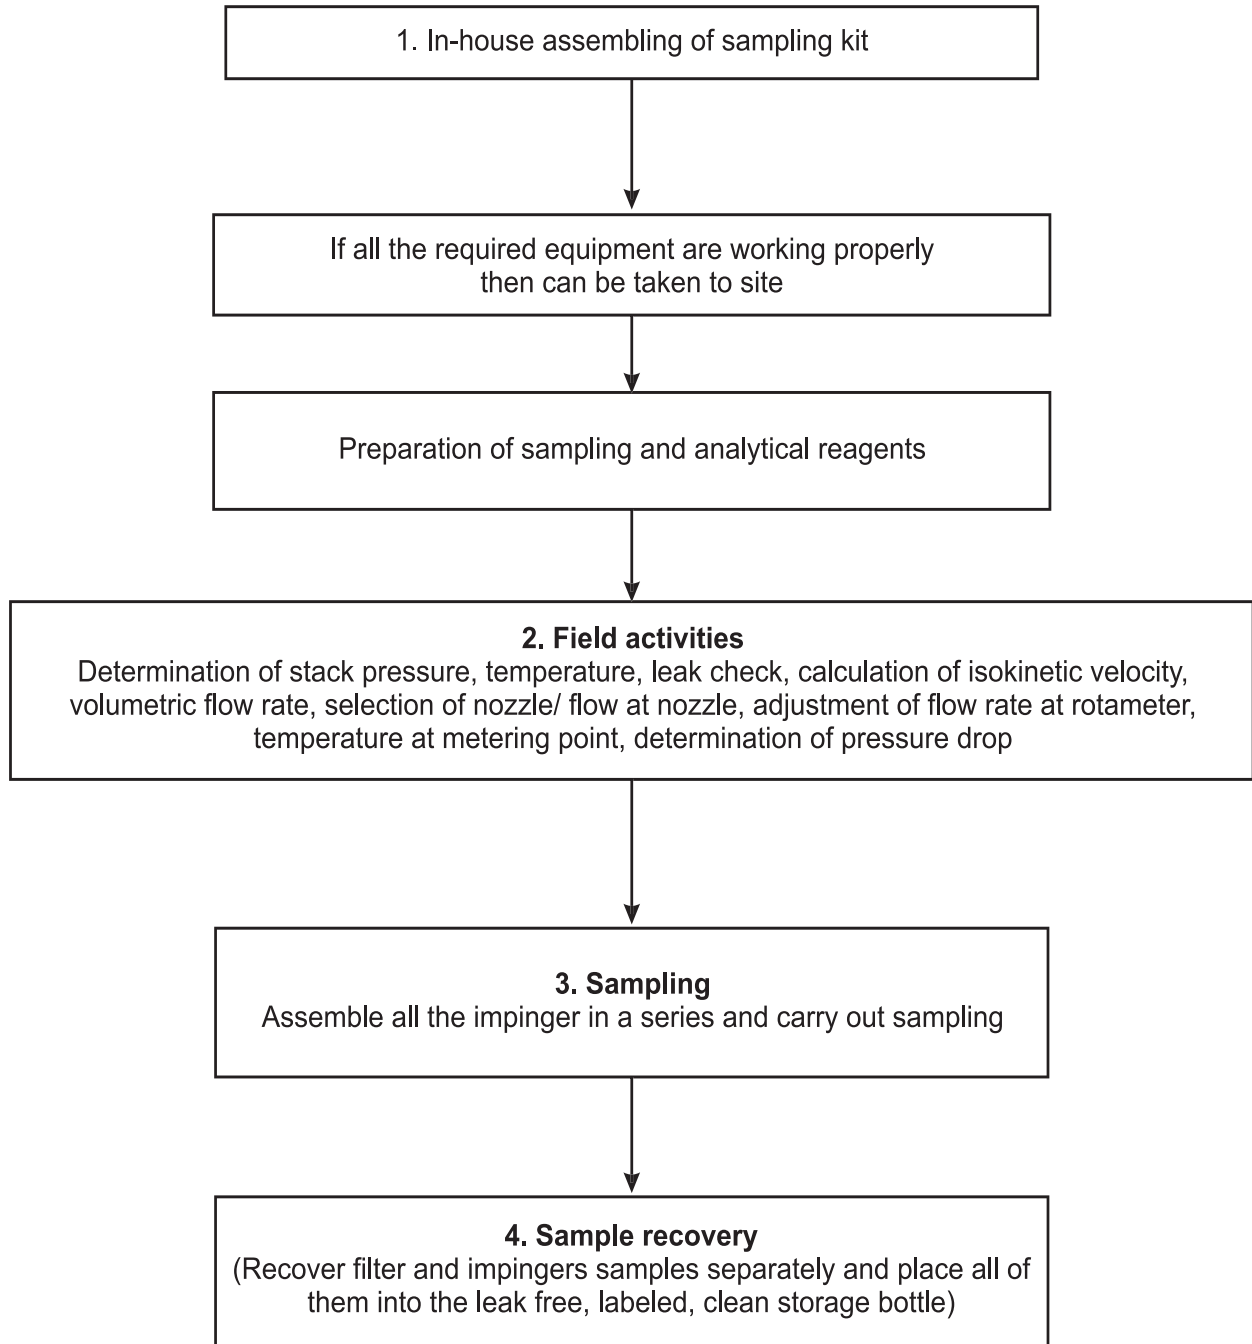 1. In-house assembling of sampling kit
If all the required equipment are working properly
then can be taken to site
Preparation of sampling and analytical reagents
2. Field activities
Determination of stack pressure, temperature, leak check, calculation of isokinetic velocity,
volumetric flow rate, selection of nozzle/ flow at nozzle, adjustment of flow rate at rotameter,
temperature at metering point, determination of pressure drop
3. Sampling
Assemble all the impinger in a series and carry out sampling
4. Sample recovery
(Recover filter and impingers samples separately and place all of
them into the leak free, labeled, clean storage bottle)